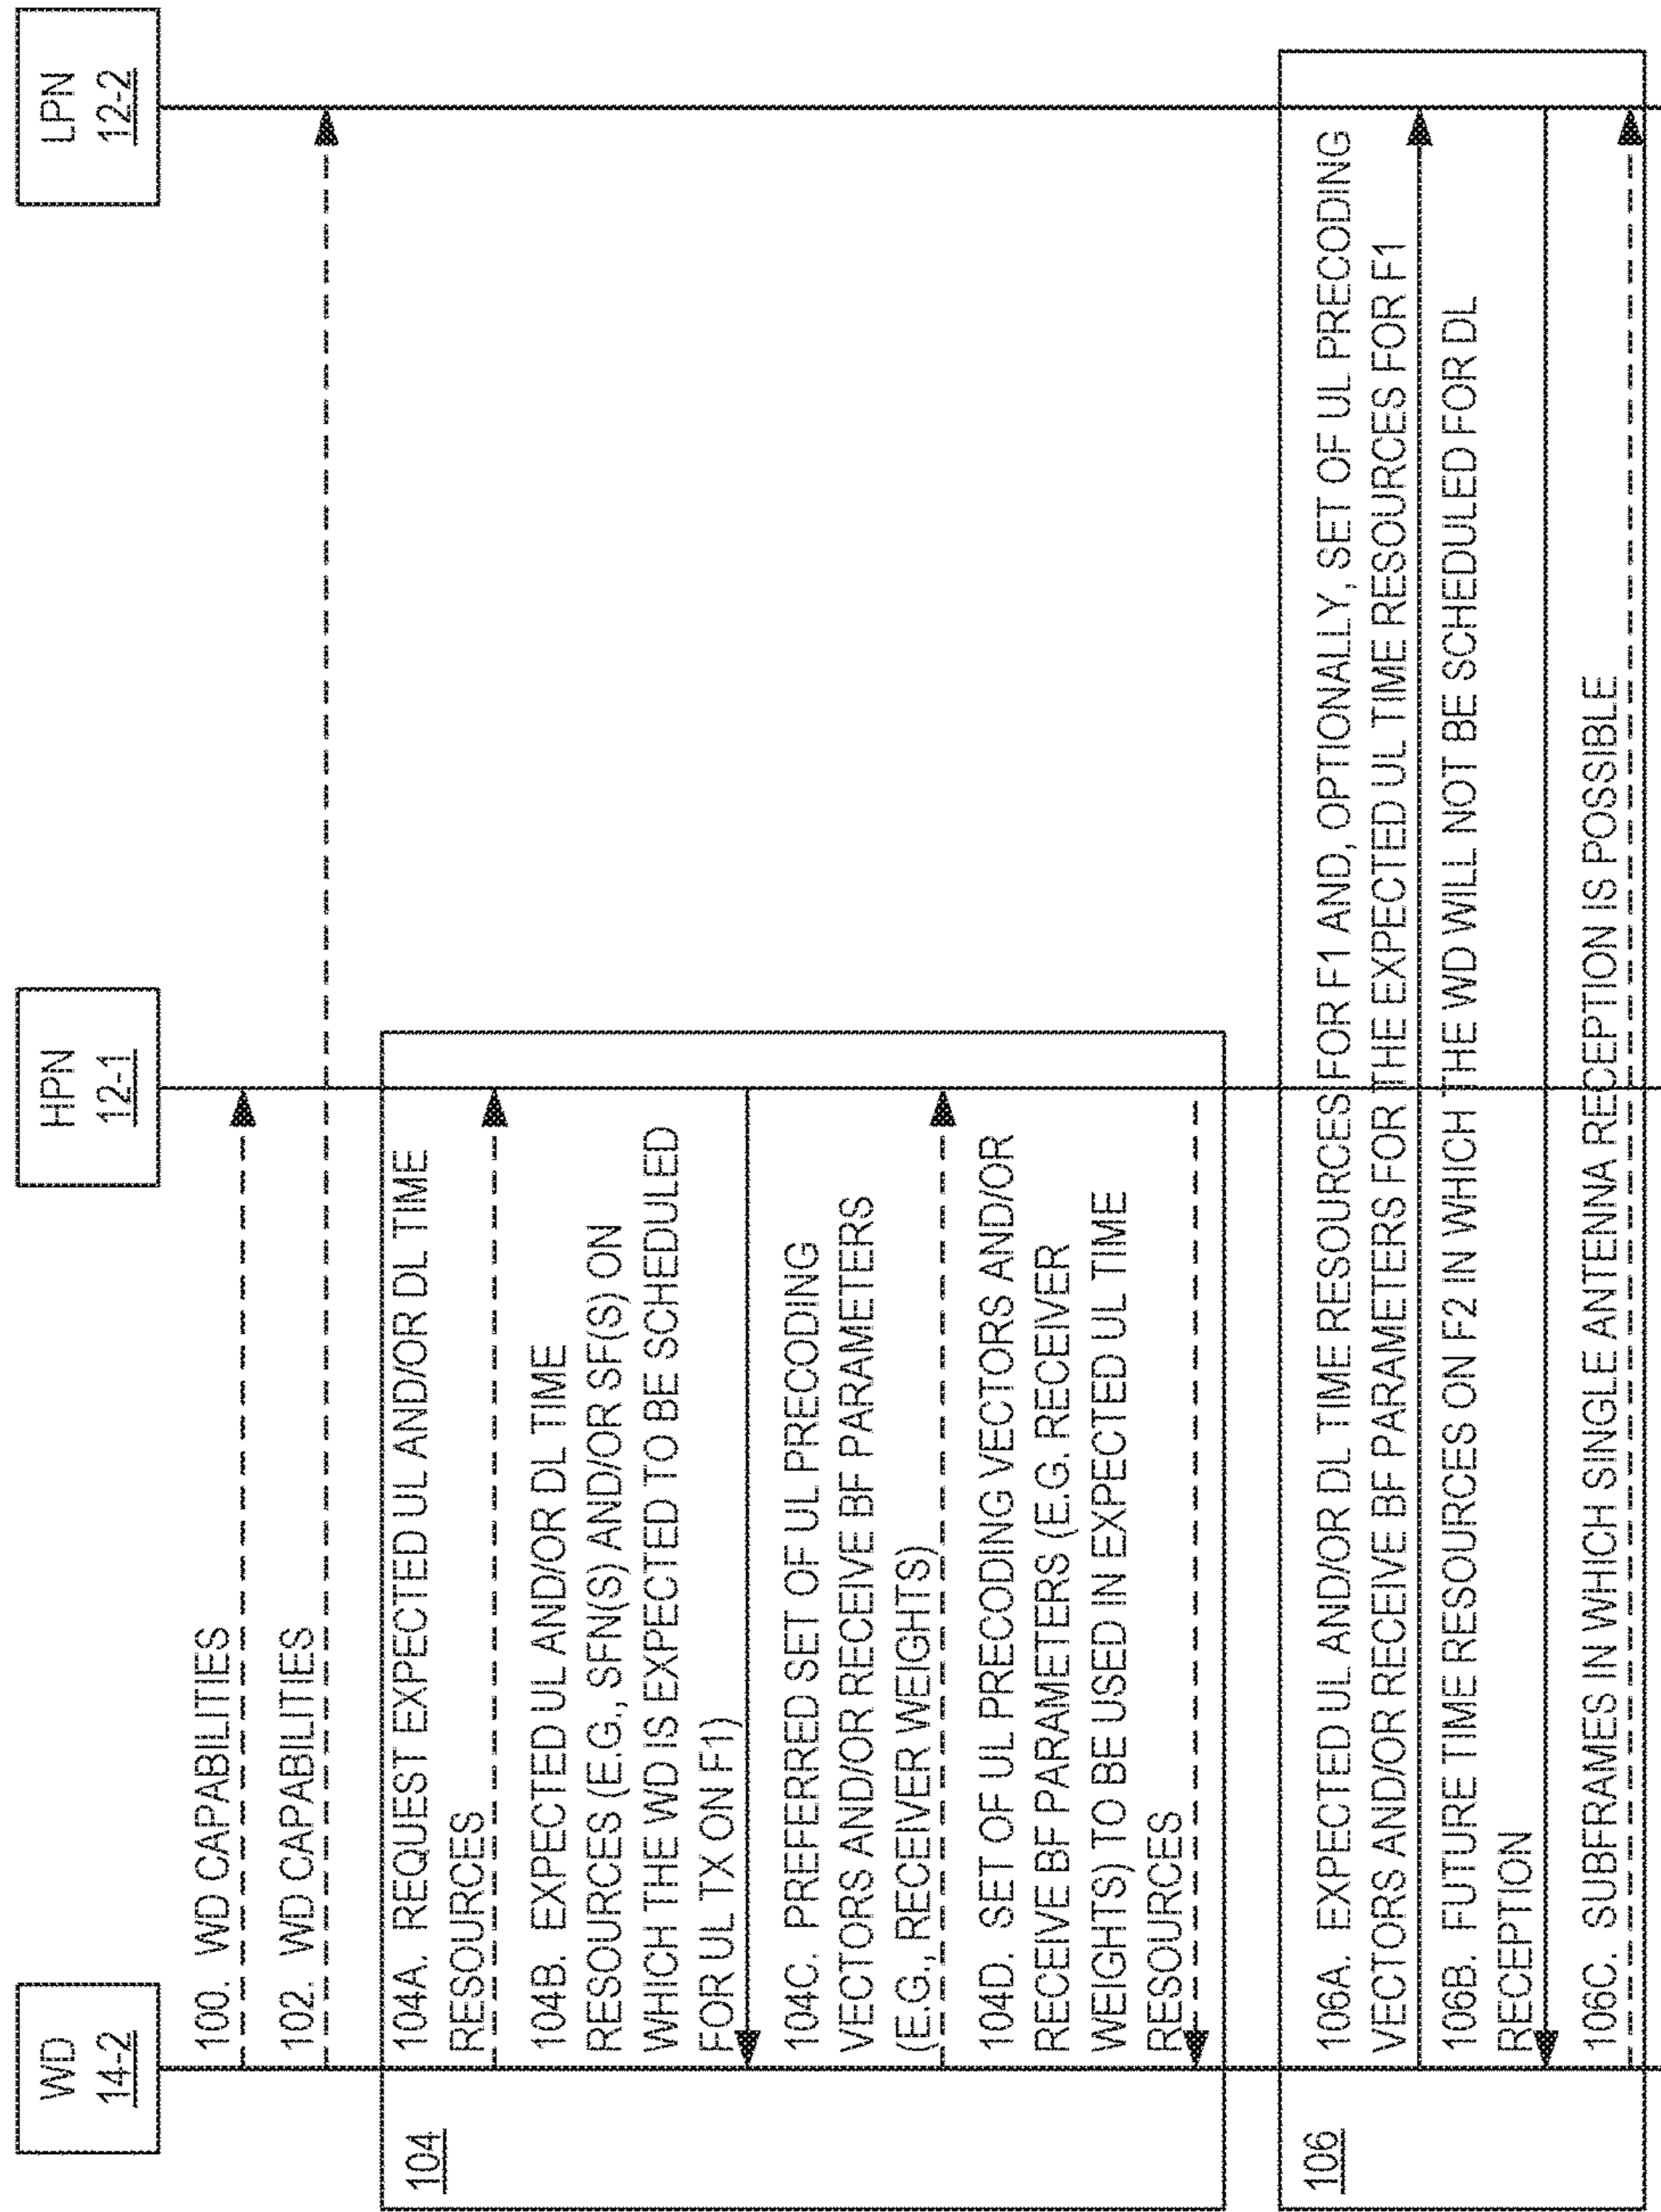 WD
14-2
HPN
12-1
LPN
12-2
100. WD CAPABILITIES
102. WD CAPABILITIES
104
104A. REQUEST EXPECTED UL AND/OR DL TIME
RESOURCES
104B. EXPECTED UL AND/OR DL TIME
RESOURCES (E.G., SFN(S) AND/OR SF(S) ON
WHICH THE WD IS EXPECTED TO BE SCHEDULED
FOR UL TX ON F1)
104C. PREFERRED SET OF UL PRECODING
VECTORS AND/OR RECEIVE BF PARAMETERS
(E.G., RECEIVER WEIGHTS)
104D. SET OF UL PRECODING VECTORS AND/OR
RECEIVE BF PARAMETERS (E.G. RECEIVER
WEIGHTS) TO BE USED IN EXPECTED UL TIME
RESOURCES
106
106A. EXPECTED UL AND/OR DL TIME RESOURCES FOR F1 AND, OPTIONALLY, SET OF UL PRECODING
VECTORS AND/OR RECEIVE BF PARAMETERS FOR THE EXPECTED UL TIME RESOURCES FOR F1
106B. FUTURE TIME RESOURCES ON F2 IN WHICH THE WD WILL NOT BE SCHEDULED FOR DL
RECEPTION
106C. SUBFRAMES IN WHICH SINGLE ANTENNA RECEPTION IS POSSIBLE